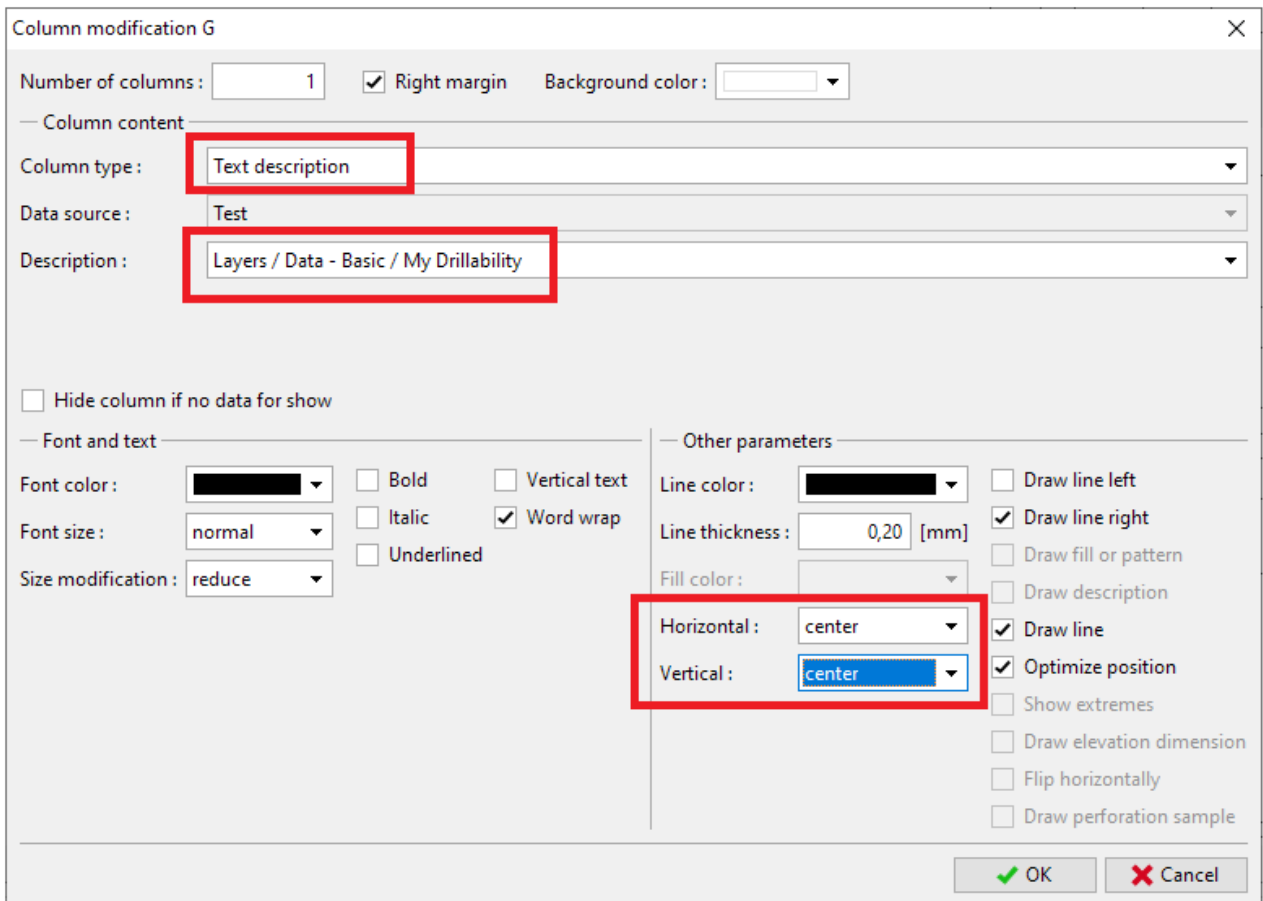 Column modification G
Number of columns : 1 Right margin Background color :
Column content
Column type : Text description
Data source : Test
Description : Layers / Data - Basic / My Drillability
Hide column if no data for show
Font and text Other parameters
Font color : Bold Vertical text Line color : Draw line left
Font size : normal Italic Word wrap Line thickness : 0,20 [mm] Draw line right
Underlined Draw fill or pattern
Size modification : reduce Fill color : Draw description
Horizontal : center Draw line
Vertical : center Optimize position
Show extremes
Draw elevation dimension
Flip horizontally
Draw perforation sample
OK Cancel